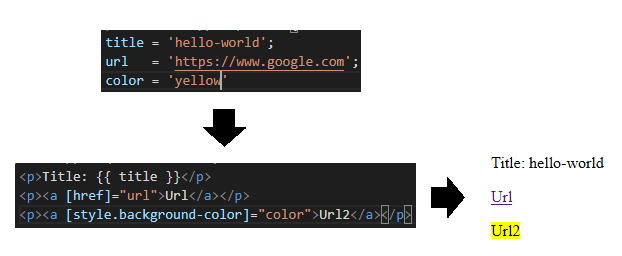 title = 'hello-world';
url = 'https://www.google.com';
color = 'yellow'
<p>Title: {{ title }}</p>
<p><a [href]="url">Url</a></p>
<p><a [style.background-color]="color">Url2</a></p>
Title: hello-world
Url
Url2